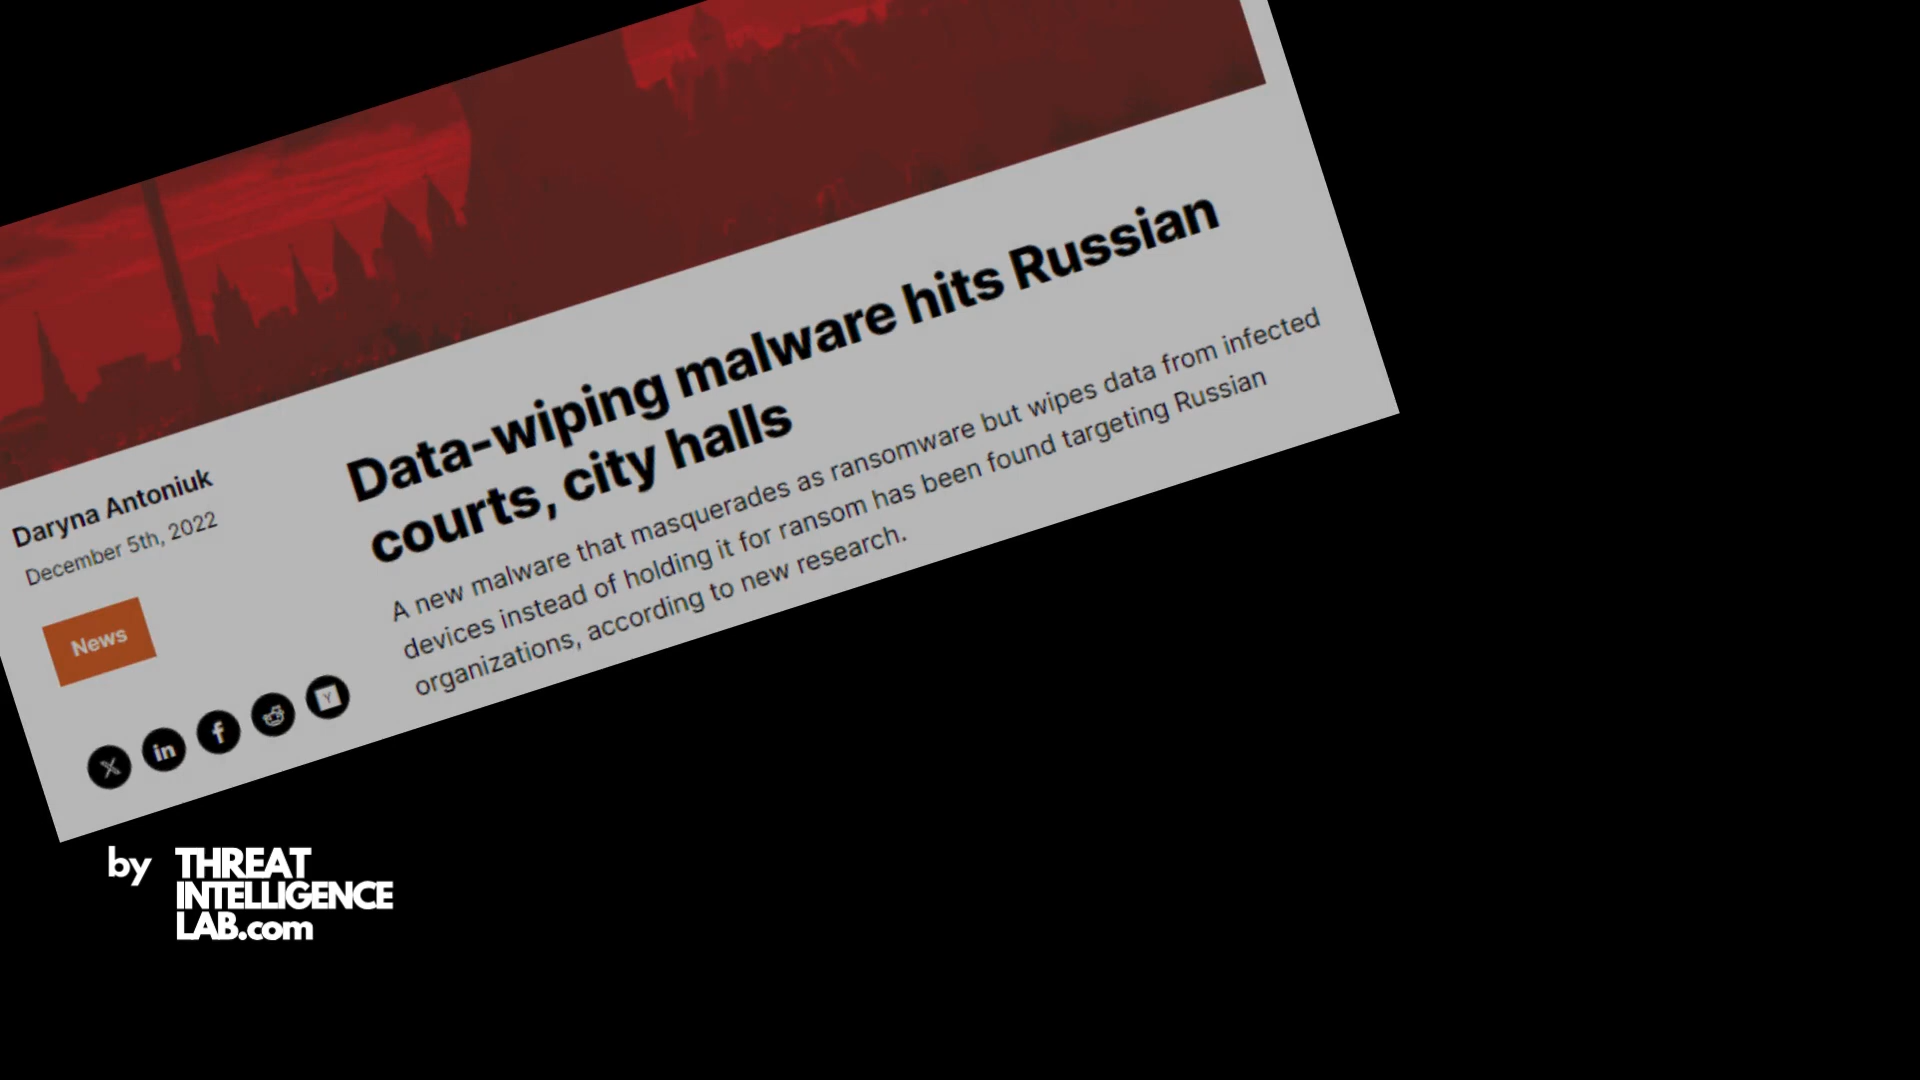 Data-wiping malware hits Russian
courts, city halls
A new malware that masquerades as ransomware but wipes data from infected
devices instead of holding it for ransom has been found targeting Russian
organizations, according to new research.
Daryna Antoniuk
December 5th, 2022
News
by THREAT
INTELLIGENCE
LAB.com